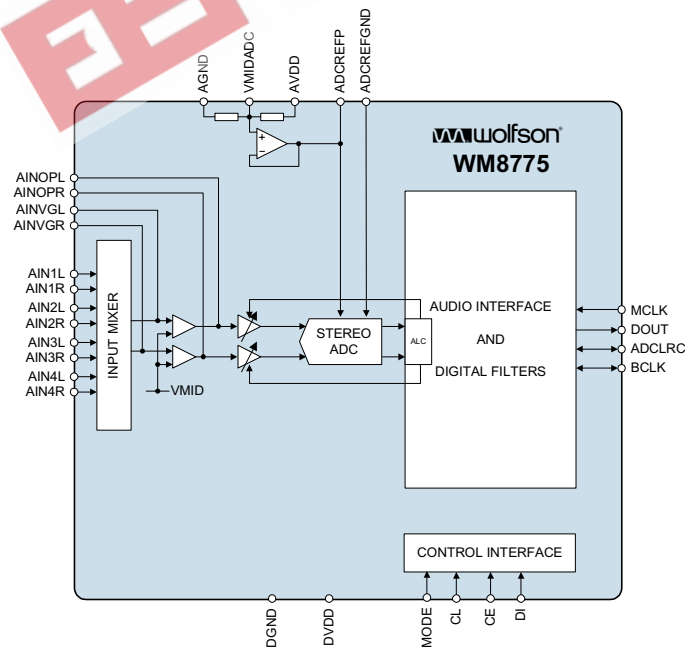 AGND
VMIDADC
AVDD
ADCREFP
ADCREFGND
wolfson
WM8775
AINOPL
AINOPR
AINVGL
AINVGR
AIN1L
AIN1R
AIN2L
AIN2R
AIN3L
AIN3R
AIN4L
AIN4R
INPUT MIXER
+
−
VMID
STEREO
ADC
ALC
AUDIO INTERFACE
AND
DIGITAL FILTERS
MCLK
DOUT
ADCLRC
BCLK
CONTROL INTERFACE
DGND
DVDD
MODE
CL
CE
DI